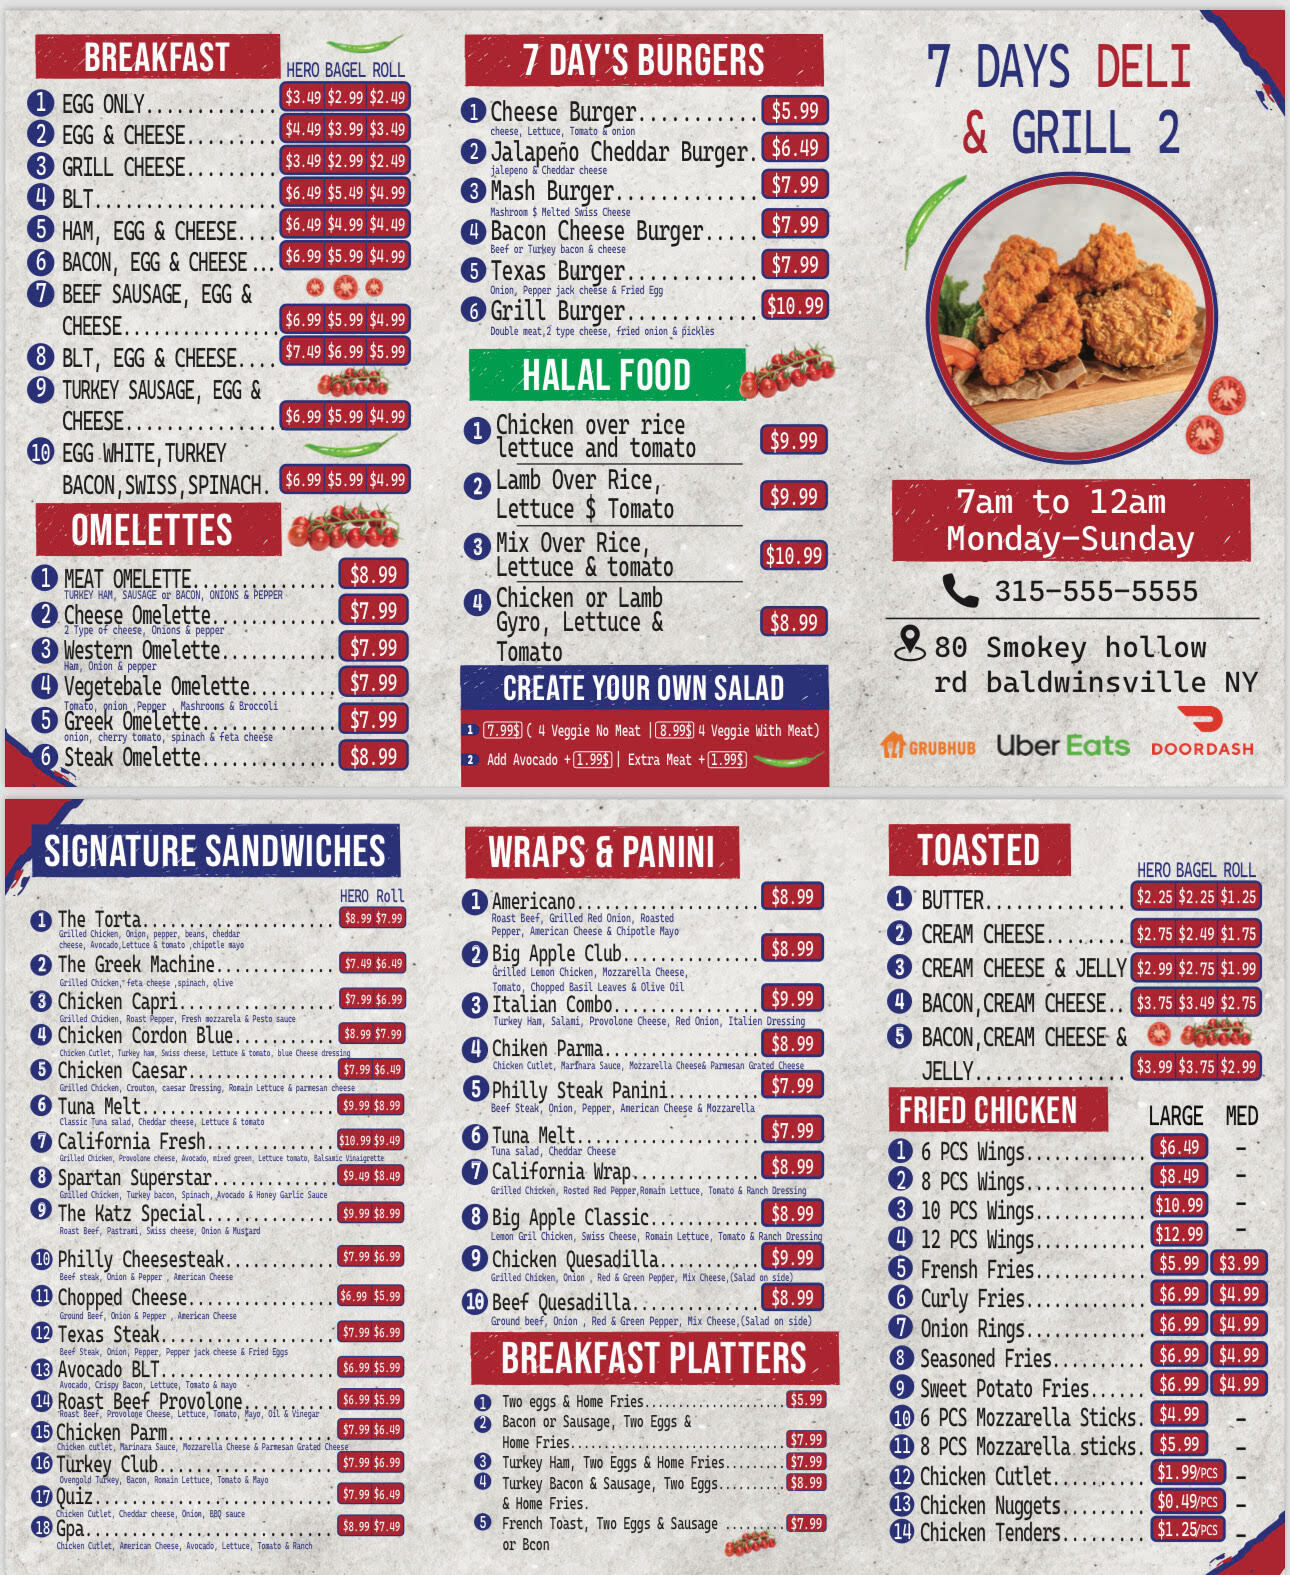 BREAKFAST
HERO BAGEL ROLL
1 EGG ONLY............ $3.49 $2.99 $2.49
2 EGG & CHEESE........ $4.49 $3.99 $3.49
3 GRILL CHEESE........ $3.49 $2.99 $2.49
4 BLT................. $6.49 $5.49 $4.99
5 HAM, EGG & CHEESE.... $6.49 $4.99 $4.49
6 BACON, EGG & CHEESE... $6.99 $5.99 $4.99
7 BEEF SAUSAGE, EGG &
CHEESE............... $6.99 $5.99 $4.99
8 BLT, EGG & CHEESE.... $7.49 $6.99 $5.99
9 TURKEY SAUSAGE, EGG &
CHEESE............... $6.99 $5.99 $4.99
10 EGG WHITE,TURKEY
BACON,SWISS,SPINACH. $6.99 $5.99 $4.99
OMELETTES
1 MEAT OMELETTE............... $8.99
TURKEY HAM, SAUSAGE or BACON, ONIONS & PEPPER
2 Cheese Omelette............. $7.99
2 Type of cheese, Onions & pepper
3 Western Omelette............ $7.99
Ham, Onion & pepper
4 Vegetebale Omelette......... $7.99
Tomato, onion ,Pepper , Mashrooms & Broccoli
5 Greek Omelette.............. $7.99
onion, cherry tomato, spinach & feta cheese
6 Steak Omelette.............. $8.99
7 DAY'S BURGERS
1 Cheese Burger........... $5.99
cheese, Lettuce, Tomato & onion
2 Jalapeño Cheddar Burger. $6.49
jalepeno & Cheddar cheese
3 Mash Burger............. $7.99
Mashroom $ Melted Swiss Cheese
4 Bacon Cheese Burger..... $7.99
Beef or Turkey bacon & cheese
5 Texas Burger............ $7.99
Onion, Pepper jack cheese & Fried Egg
6 Grill Burger............ $10.99
Double meat,2 type cheese, fried onion & pickles
HALAL FOOD
1 Chicken over rice
lettuce and tomato $9.99
2 Lamb Over Rice,
Lettuce $ Tomato $9.99
3 Mix Over Rice,
Lettuce & tomato $10.99
4 Chicken or Lamb
Gyro, Lettuce & $8.99
Tomato
CREATE YOUR OWN SALAD
1 7.99$ ( 4 Veggie No Meat | 8.99$ 4 Veggie With Meat)
2 Add Avocado + 1.99$ | Extra Meat + 1.99$
7 DAYS DELI
& GRILL 2
7am to 12am
Monday-Sunday
315-555-5555
80 Smokey hollow
rd baldwinsville NY
GRUBHUB Uber Eats DOORDASH
SIGNATURE SANDWICHES
HERO Roll
1 The Torta...................... $8.99 $7.99
Grilled Chicken, Onion, pepper, beans, cheddar
cheese, Avocado,Lettuce & tomato ,chipotle mayo
2 The Greek Machine............. $7.49 $6.49
Grilled Chicken, feta cheese ,spinach, olive
3 Chicken Capri................. $7.99 $6.99
Grilled Chicken, Roast Pepper, Fresh mozzarela & Pesto sauce
4 Chicken Cordon Blue........... $8.99 $7.99
Chicken Cutlet, Turkey ham, Swiss cheese, Lettuce & tomato, blue Cheese dressing
5 Chicken Caesar................ $7.99 $6.49
Grilled Chicken, Crouton, caesar Dressing, Romain Lettuce & parmesan cheese
6 Tuna Melt..................... $9.99 $8.99
Classic Tuna salad, Cheddar cheese, Lettuce & tomato
7 California Fresh.............. $10.99 $9.49
Grilled Chicken, Provolone cheese, Avocado, mixed green, Lettuce tomato, Balsamic Vinaigrette
8 Spartan Superstar............. $9.49 $8.49
Grilled Chicken, Turkey bacon, Spinach, Avocado & Honey Garlic Sauce
9 The Katz Special.............. $9.99 $8.99
Roast Beef, Pastrami, Swiss cheese, Onion & Mustard
10 Philly Cheesesteak........... $7.99 $6.99
Beef steak, Onion & Pepper , American Cheese
11 Chopped Cheese............... $6.99 $5.99
Ground Beef, Onion & Pepper , American Cheese
12 Texas Steak.................. $7.99 $6.99
Beef Steak, Onion, Pepper, Pepper jack cheese & Fried Eggs
13 Avocado BLT.................. $6.99 $5.99
Avocado, Crispy Bacon, Lettuce, Tomato & mayo
14 Roast Beef Provolone......... $6.99 $5.99
Roast Beef, Provolone Cheese, Lettuce, Tomato, Mayo, Oil & Vinegar
15 Chicken Parm................. $7.99 $6.49
Chicken cutlet, Marinara Sauce, Mozzarella Cheese & Parmesan Grated Cheese
16 Turkey Club.................. $7.99 $6.99
Ovengold Turkey, Bacon, Romain Lettuce, Tomato & Mayo
17 Quiz......................... $7.99 $6.49
Chicken Cutlet, Cheddar cheese, Onion, BBQ sauce
18 Gpa.......................... $8.99 $7.49
Chicken Cutlet, American Cheese, Avocado, Lettuce, Tomato & Ranch
WRAPS & PANINI
1 Americano.................. $8.99
Roast Beef, Grilled Red Onion, Roasted
Pepper, American Cheese & Chipotle Mayo
2 Big Apple Club............. $8.99
Grilled Lemon Chicken, Mozzarella Cheese,
Tomato, Chopped Basil Leaves & Olive Oil
3 Italian Combo.............. $9.99
Turkey Ham, Salami, Provolone Cheese, Red Onion, Italien Dressing
4 Chiken Parma............... $8.99
Chicken Cutlet, Marinara Sauce, Mozzarella Cheese& Parmesan Grated Cheese
5 Philly Steak Panini........ $7.99
Beef Steak, Onion, Pepper, American Cheese & Mozzarella
6 Tuna Melt.................. $7.99
Tuna salad, Cheddar Cheese
7 California Wrap............ $8.99
Grilled Chicken, Rosted Red Pepper,Romain Lettuce, Tomato & Ranch Dressing
8 Big Apple Classic.......... $8.99
Lemon Gril Chicken, Swiss Cheese, Romain Lettuce, Tomato & Ranch Dressing
9 Chicken Quesadilla......... $9.99
Grilled Chicken, Onion , Red & Green Pepper, Mix Cheese,(Salad on side)
10 Beef Quesadilla........... $8.99
Ground beef, Onion , Red & Green Pepper, Mix Cheese,(Salad on side)
BREAKFAST PLATTERS
1 Two eggs & Home Fries...................... $5.99
2 Bacon or Sausage, Two Eggs &
Home Fries................................... $7.99
3 Turkey Ham, Two Eggs & Home Fries......... $7.99
4 Turkey Bacon & Sausage, Two Eggs.......... $8.99
& Home Fries.
5 French Toast, Two Eggs & Sausage ........ $7.99
or Bcon
TOASTED
HERO BAGEL ROLL
1 BUTTER............... $2.25 $2.25 $1.25
2 CREAM CHEESE........ $2.75 $2.49 $1.75
3 CREAM CHEESE & JELLY $2.99 $2.75 $1.99
4 BACON,CREAM CHEESE.. $3.75 $3.49 $2.75
5 BACON,CREAM CHEESE &
JELLY................ $3.99 $3.75 $2.99
FRIED CHICKEN
LARGE MED
1 6 PCS Wings............. $6.49 –
2 8 PCS Wings............. $8.49 –
3 10 PCS Wings............ $10.99 –
4 12 PCS Wings............ $12.99 –
5 Frensh Fries............ $5.99 $3.99
6 Curly Fries............. $6.99 $4.99
7 Onion Rings............. $6.99 $4.99
8 Seasoned Fries.......... $6.99 $4.99
9 Sweet Potato Fries...... $6.99 $4.99
10 6 PCS Mozzarella Sticks. $4.99 –
11 8 PCS Mozzarella sticks. $5.99 –
12 Chicken Cutlet.......... $1.99/PCS –
13 Chicken Nuggets......... $0.49/PCS –
14 Chicken Tenders......... $1.25/PCS –